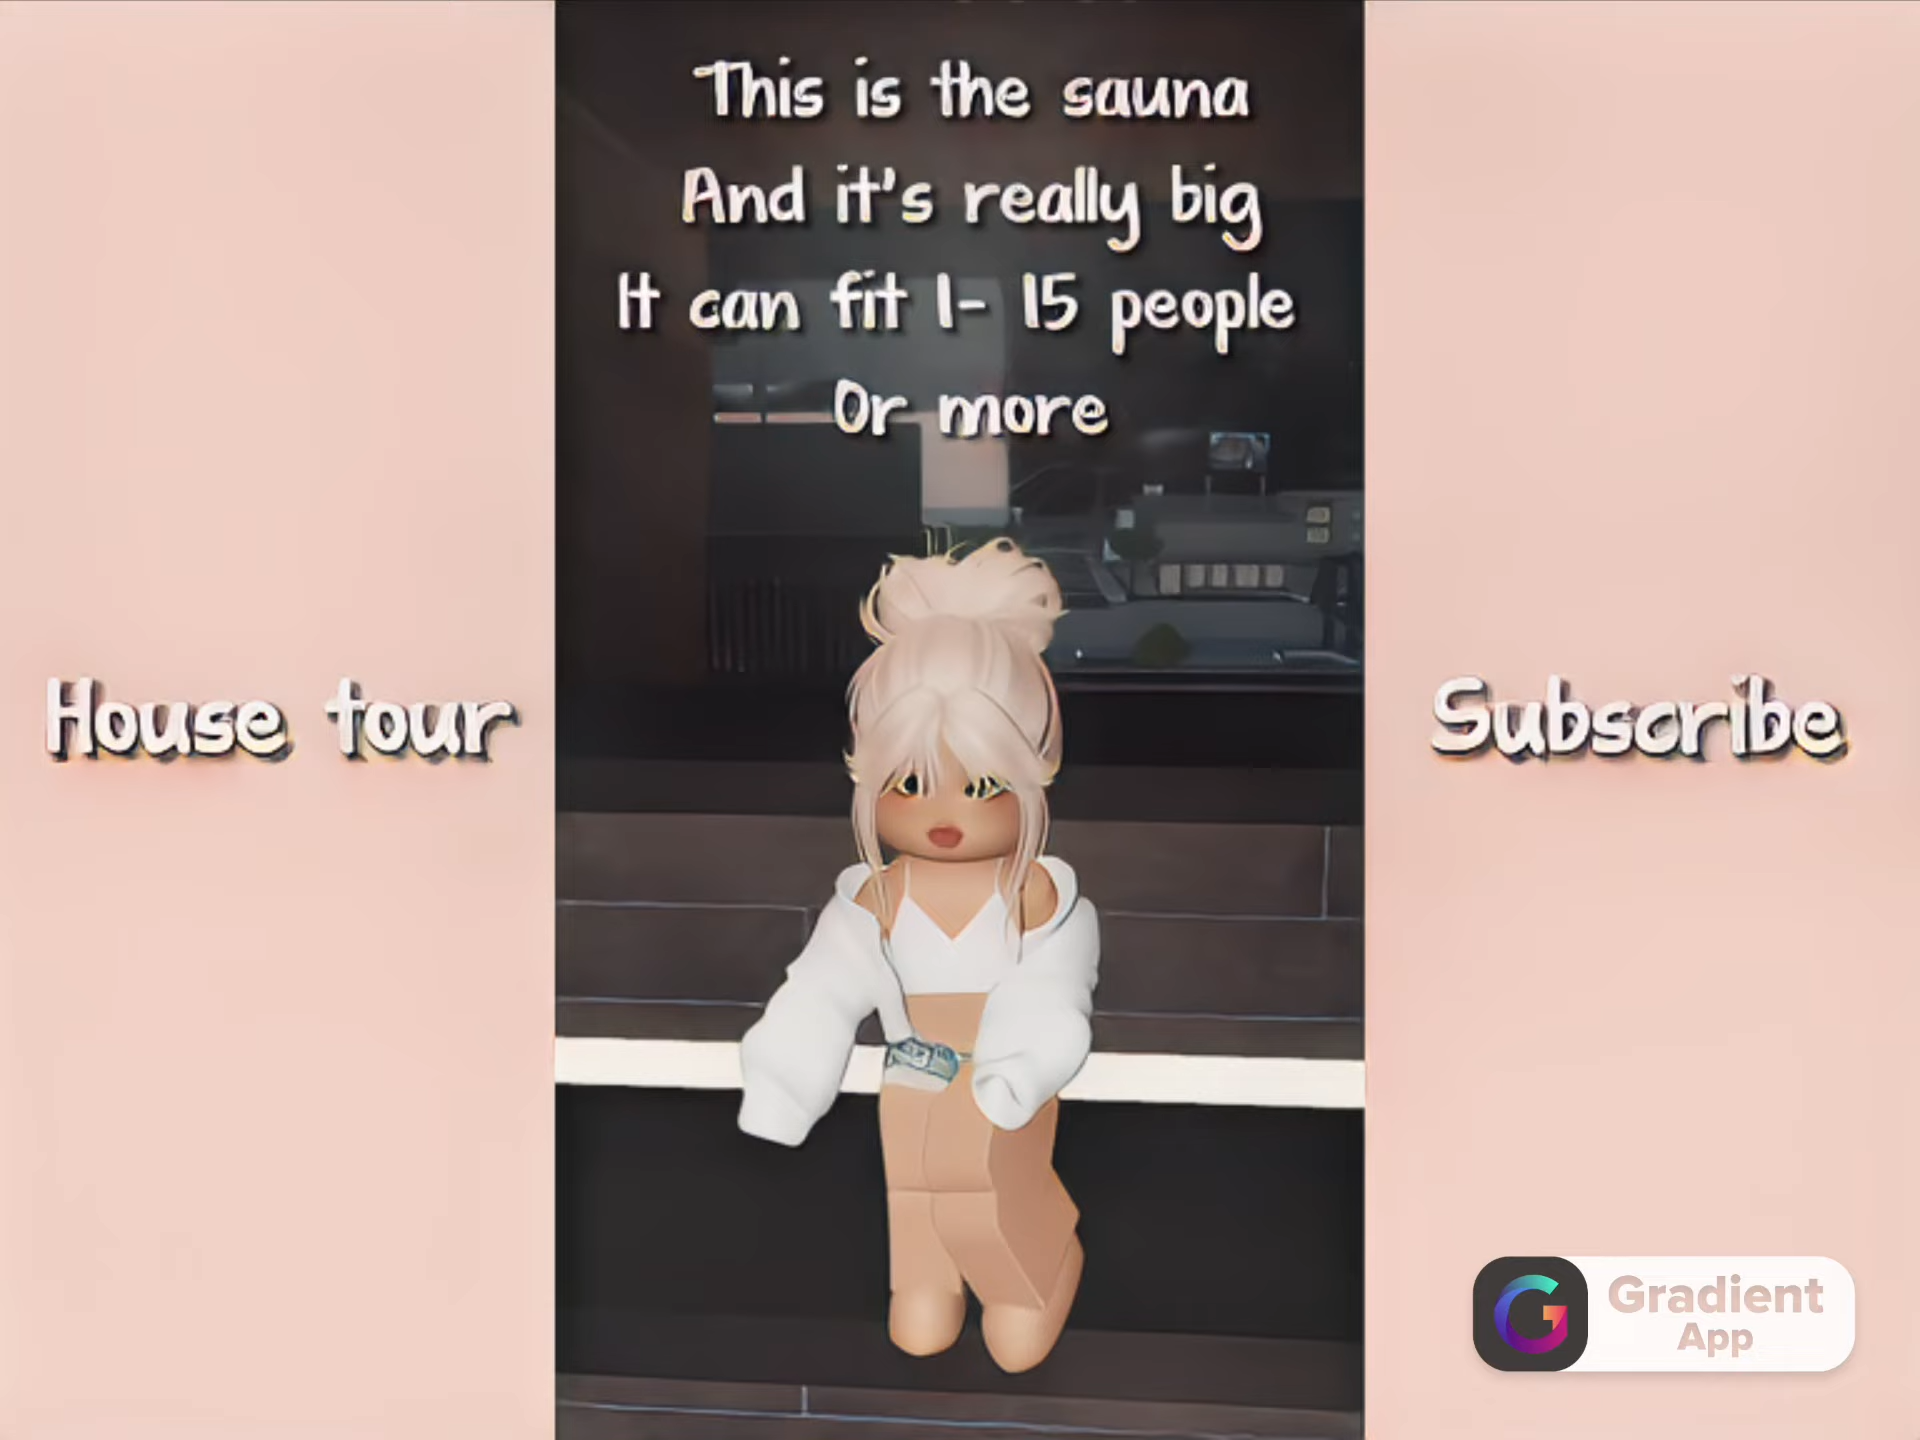 This is the sauna
And it's really big
It can fit 1- 15 people
Or more
House tour
Subscribe
Gradient
App